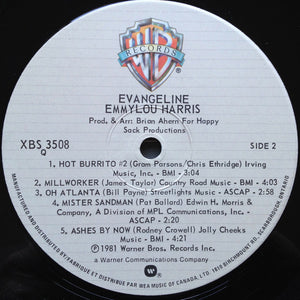 RECORDS
EVANGELINE
EMMYLOU HARRIS
Prod. & Arr: Brian Ahern For Happy
Sack Productions
XBS 3508
Q
SIDE 2
1. HOT BURRITO #2 (Gram Parsons/Chris Ethridge) Irving
Music, Inc. - BMI - 3:04
2. MILLWORKER (James Taylor) Country Road Music - BMI - 4:05
3. OH ATLANTA (Bill Payne) Streetlights Music - ASCAP - 2:58
4. MISTER SANDMAN (Pat Ballard) Edwin H. Morris &
Company, A Division of MPL Communications, Inc. -
ASCAP - 2:22
5. ASHES BY NOW (Rodney Crowell) Jolly Cheeks
Music - BMI - 4:21
℗ 1981 Warner Bros. Records Inc.
a Warner Communications Company